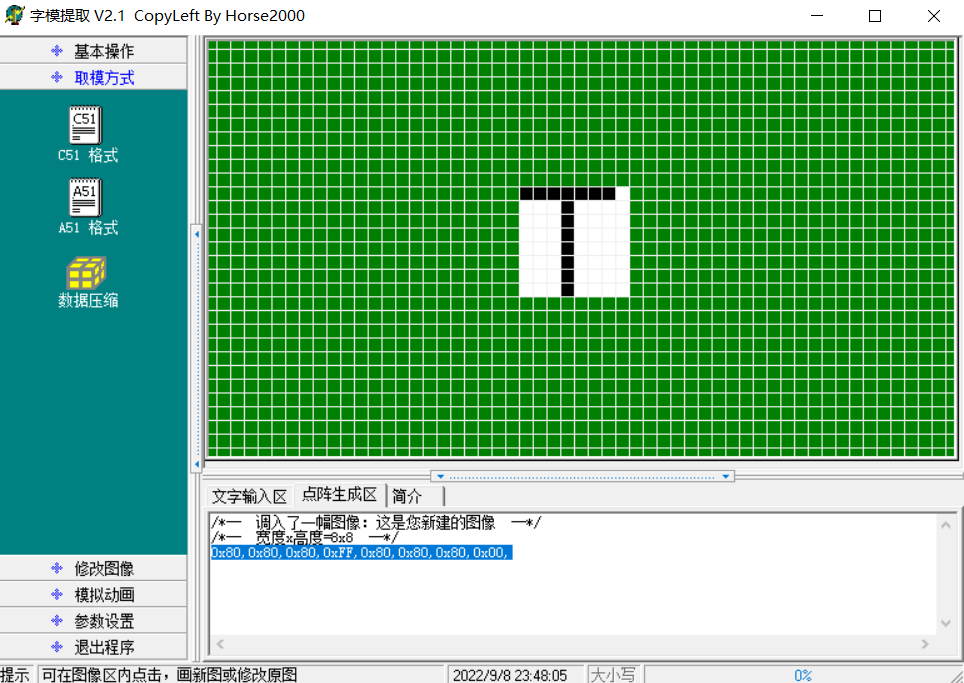 字模提取 V2.1 CopyLeft By Horse2000
基本操作
取模方式
C51
C51 格式
A51
A51 格式
数据压缩
修改图像
模拟动画
参数设置
退出程序
文字输入区 点阵生成区 简介
/*—  调入了一幅图像：这是您新建的图像  —*/
/*—  宽度x高度=8x8  —*/
0x80,0x80,0x80,0xFF,0x80,0x80,0x80,0x00,
提示 可在图像区内点击，画新图或修改原图 2022/9/8 23:48:05 大小写 0%